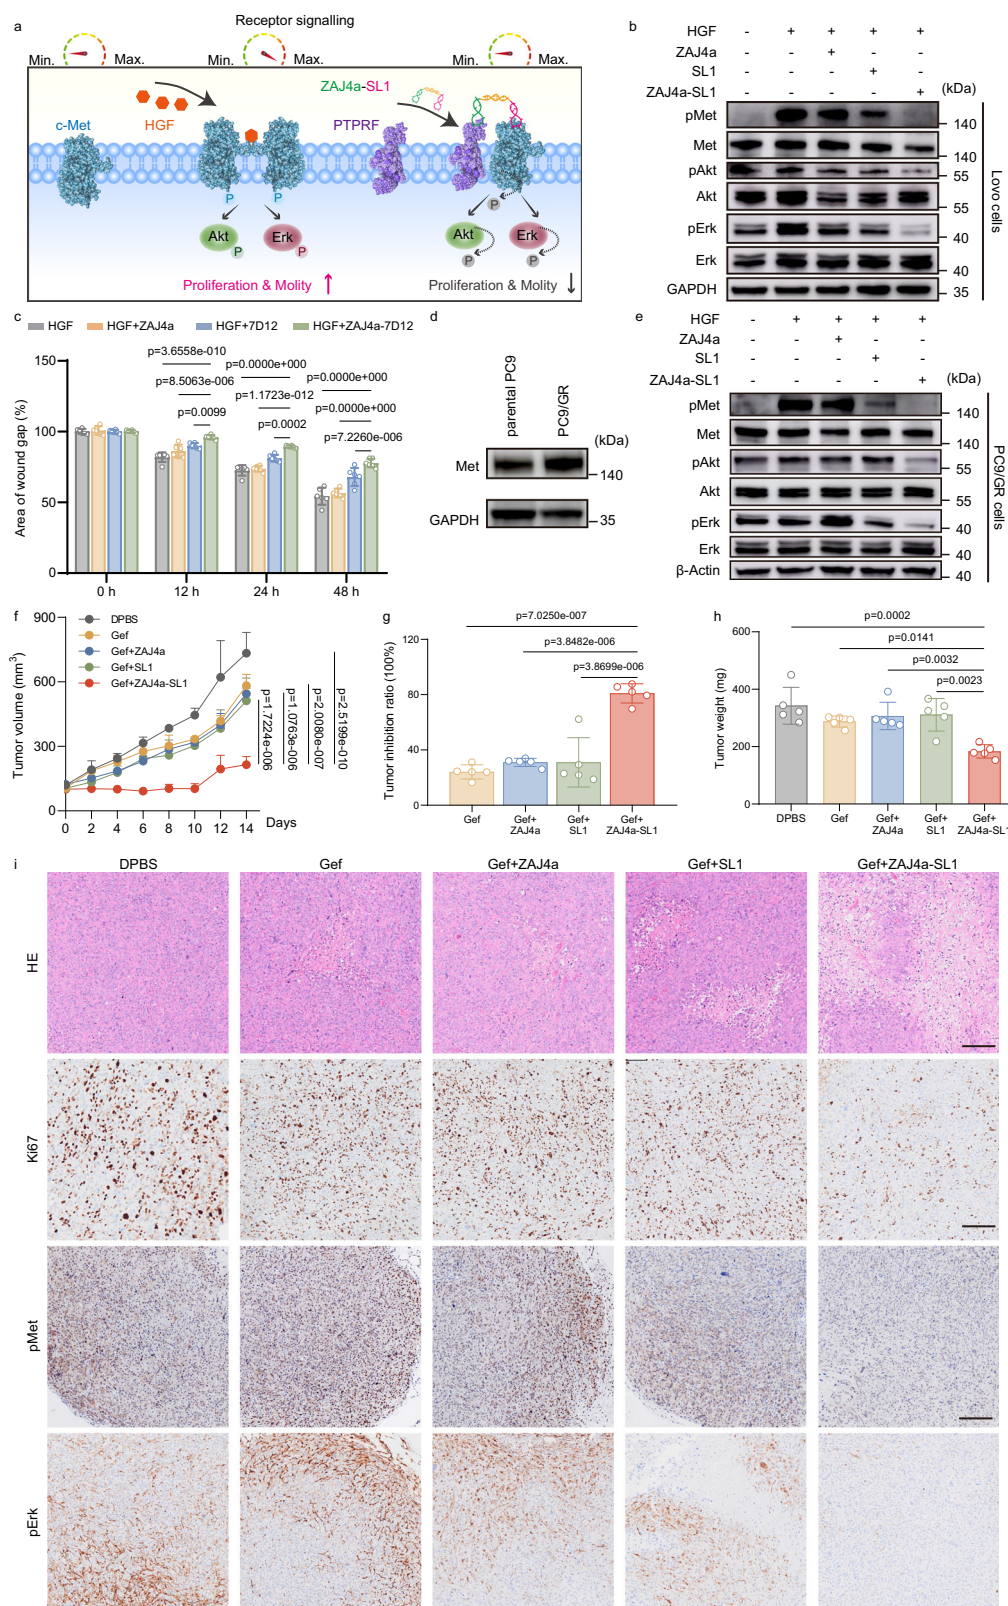 a
Receptor signalling
Min. Max. Min. Max. Min. Max.
ZAJ4a-SL1
c-Met HGF PTPRF
P P P
Akt Erk Akt Erk
P P P P
Proliferation & Molity Proliferation & Molity
b
HGF - + + + +
ZAJ4a - - + - -
SL1 - - - + -
ZAJ4a-SL1 - - - - + (kDa)
pMet 140
Met 140
pAkt 55
Akt 55
pErk 40
Erk 40
GAPDH 35
Lovo cells
c
HGF HGF+ZAJ4a HGF+7D12 HGF+ZAJ4a-7D12
Area of wound gap (%)
150
100
50
0
p=3.6558e-010
p=8.5063e-006
p=0.0099
p=0.0000e+000
p=1.1723e-012
p=0.0002
p=0.0000e+000
p=0.0000e+000
p=7.2260e-006
0 h 12 h 24 h 48 h
d
parental PC9
PC9/GR
(kDa)
Met 140
GAPDH 35
e
HGF - + + + +
ZAJ4a - - + - -
SL1 - - - + -
ZAJ4a-SL1 - - - - + (kDa)
pMet 140
Met 140
pAkt 55
Akt 55
pErk 40
Erk 40
β-Actin 40
PC9/GR cells
f
Tumor volume (mm³)
900
600
300
0
DPBS
Gef
Gef+ZAJ4a
Gef+SL1
Gef+ZAJ4a-SL1
p=1.7224e-006
p=1.0763e-006
p=2.0080e-007
p=2.5199e-010
0 2 4 6 8 10 12 14 Days
g
Tumor inhibition ratio (100%)
120
80
40
0
p=7.0250e-007
p=3.8482e-006
p=3.8699e-006
Gef Gef+ Gef+ Gef+
ZAJ4a SL1 ZAJ4a-SL1
h
Tumor weight (mg)
600
400
200
0
p=0.0002
p=0.0141
p=0.0032
p=0.0023
DPBS Gef Gef+ Gef+ Gef+
ZAJ4a SL1 ZAJ4a-SL1
i
DPBS Gef Gef+ZAJ4a Gef+SL1 Gef+ZAJ4a-SL1
HE
Ki67
pMet
pErk